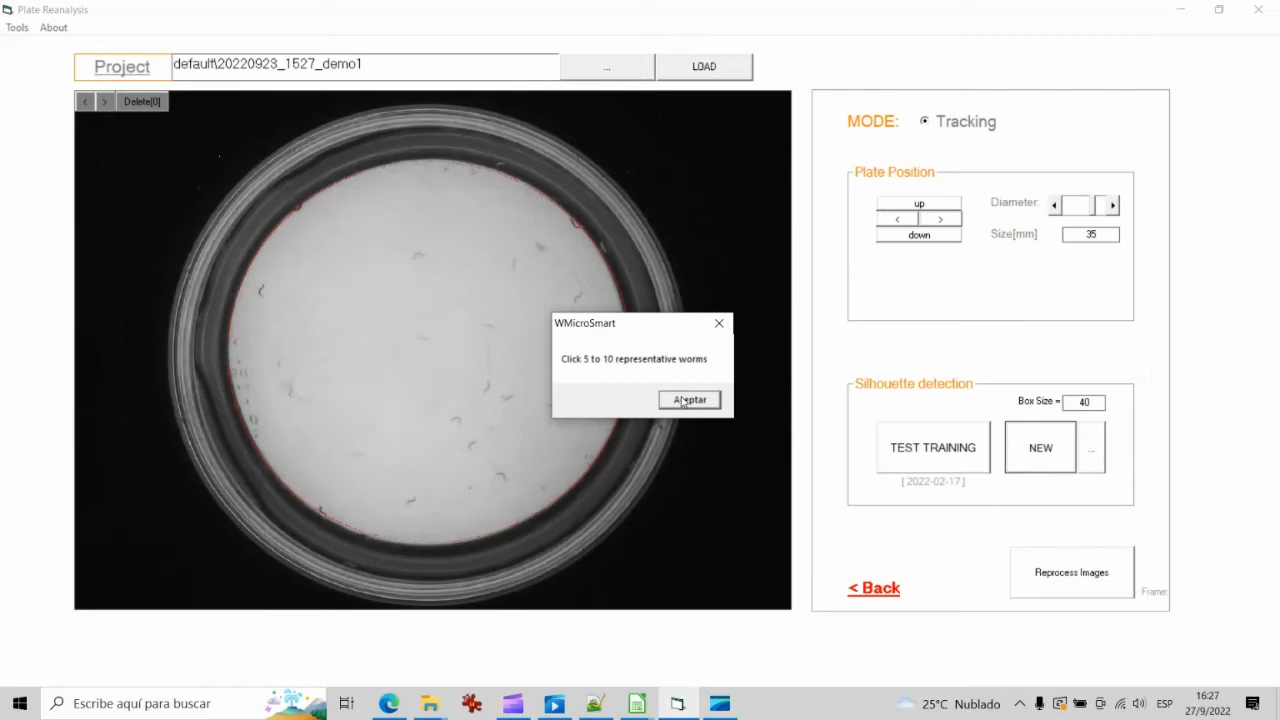 Plate Reanalysis
Tools About
Project default\20220923_1527_demo1 ... LOAD
< > Delete[0]
MODE: Tracking
Plate Position
up
< >
down
Diameter:
Size[mm] 35
WMicroSmart
Click 5 to 10 representative worms
Aceptar
Silhouette detection
Box Size = 40
TEST TRAINING NEW ...
[ 2022-02-17 ]
< Back
Reprocess Images
Frame:
Escribe aquí para buscar
25°C Nublado
ESP
16:27
27/9/2022